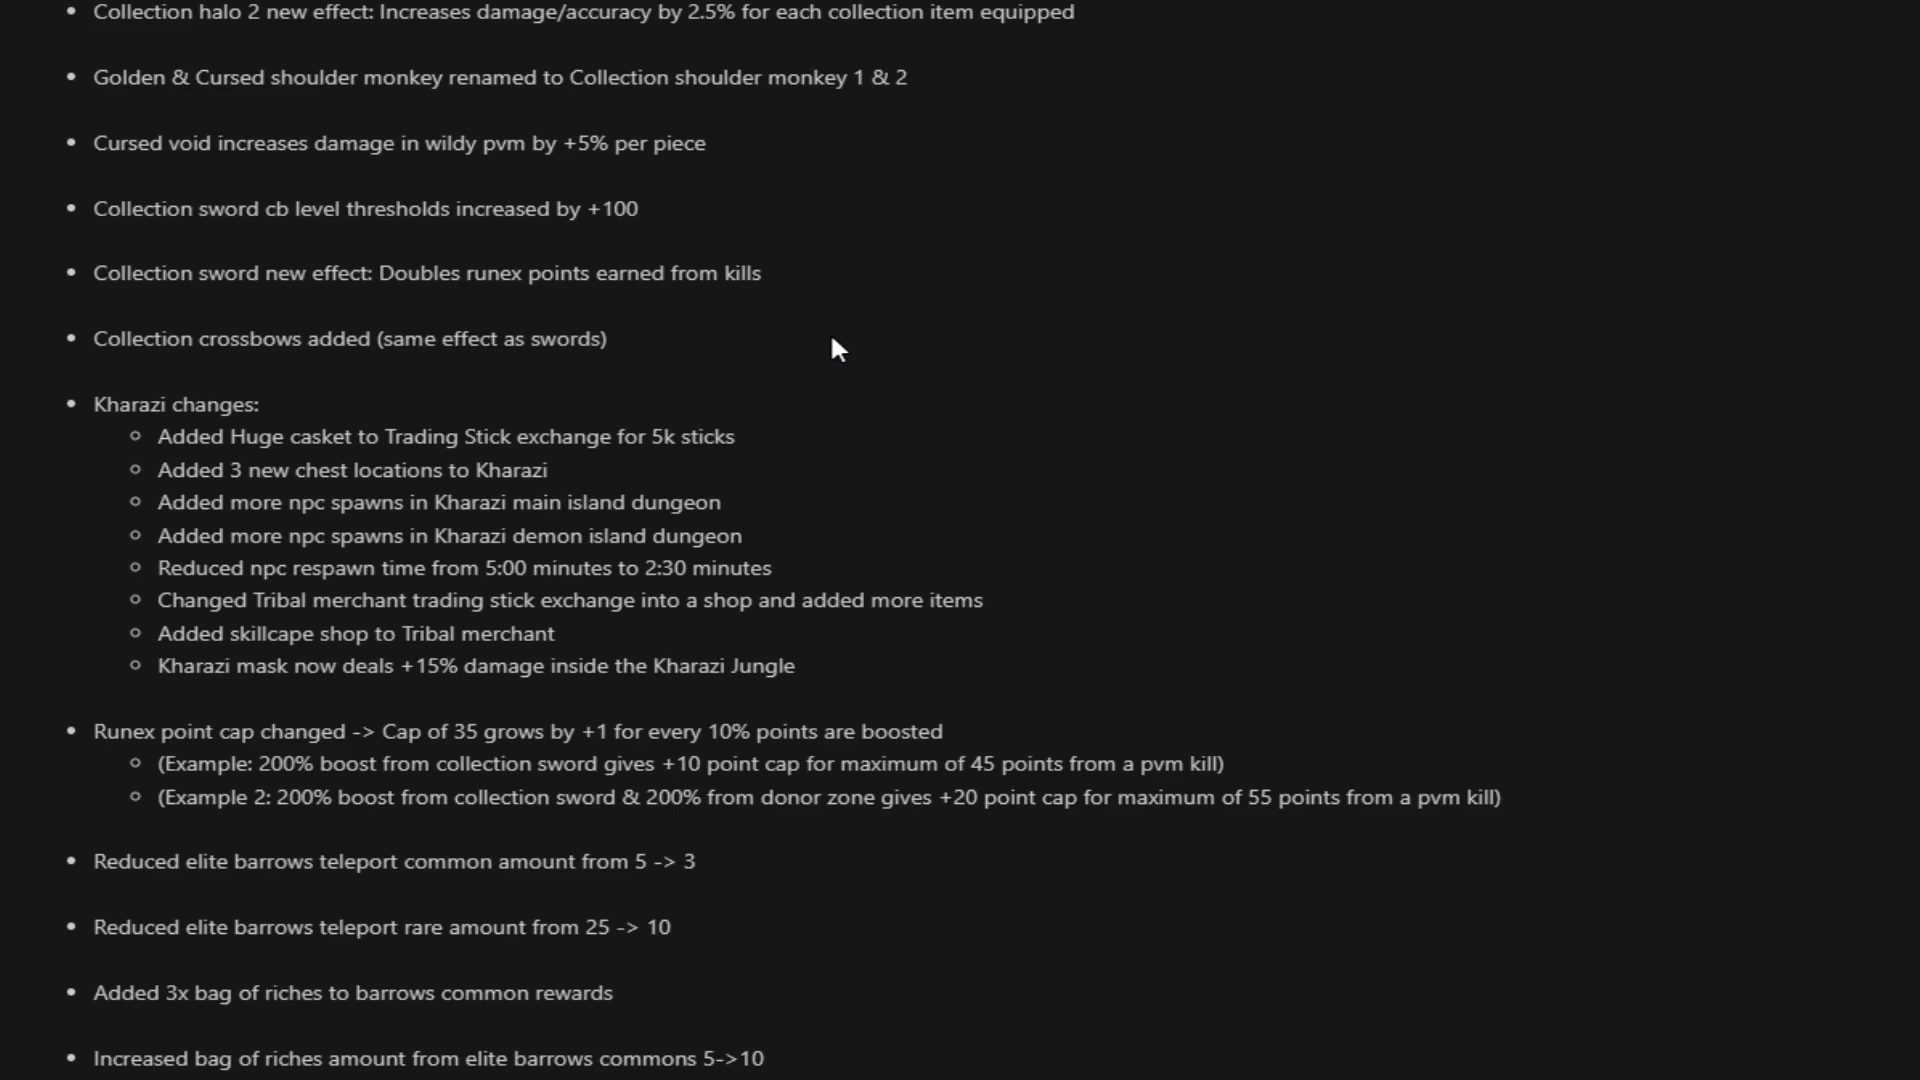 Collection halo 2 new effect: Increases damage/accuracy by 2.5% for each collection item equipped
Golden & Cursed shoulder monkey renamed to Collection shoulder monkey 1 & 2
Cursed void increases damage in wildy pvm by +5% per piece
Collection sword cb level thresholds increased by +100
Collection sword new effect: Doubles runex points earned from kills
Collection crossbows added (same effect as swords)
Kharazi changes:
Added Huge casket to Trading Stick exchange for 5k sticks
Added 3 new chest locations to Kharazi
Added more npc spawns in Kharazi main island dungeon
Added more npc spawns in Kharazi demon island dungeon
Reduced npc respawn time from 5:00 minutes to 2:30 minutes
Changed Tribal merchant trading stick exchange into a shop and added more items
Added skillcape shop to Tribal merchant
Kharazi mask now deals +15% damage inside the Kharazi Jungle
Runex point cap changed -> Cap of 35 grows by +1 for every 10% points are boosted
(Example: 200% boost from collection sword gives +10 point cap for maximum of 45 points from a pvm kill)
(Example 2: 200% boost from collection sword & 200% from donor zone gives +20 point cap for maximum of 55 points from a pvm kill)
Reduced elite barrows teleport common amount from 5 -> 3
Reduced elite barrows teleport rare amount from 25 -> 10
Added 3x bag of riches to barrows common rewards
Increased bag of riches amount from elite barrows commons 5->10